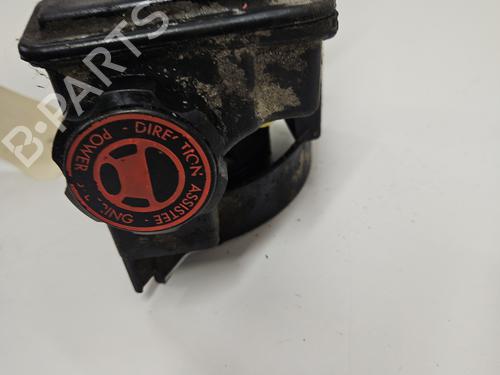 B-PARTS
- DIRECTION ASSISTEE -
POWER